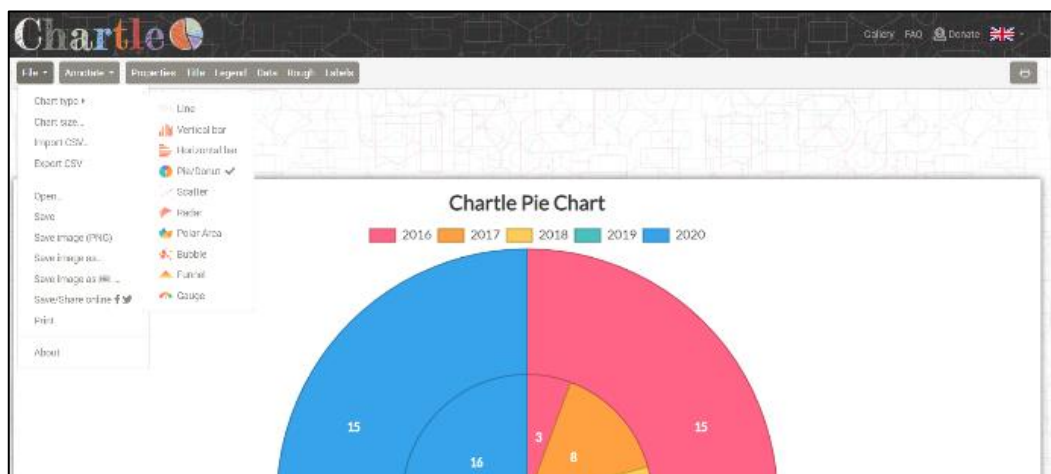 Chartle
Gallery FAQ Donate
File Annotate Properties Title Legend Data Rough Labels
Chart type
Chart size...
Import CSV...
Export CSV
Open...
Save
Save image (PNG)
Save image as...
Save image as ...
Save/Share online
Print
About
Line
Vertical bar
Horizontal bar
Pie/Donut
Scatter
Radar
Polar Area
Bubble
Funnel
Gauge
Chartle Pie Chart
2016 2017 2018 2019 2020
15 15
3
8
16